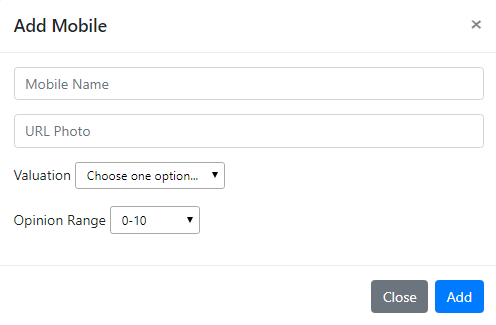 Add Mobile ×
Mobile Name
URL Photo
Valuation Choose one option...
Opinion Range 0-10
Close Add